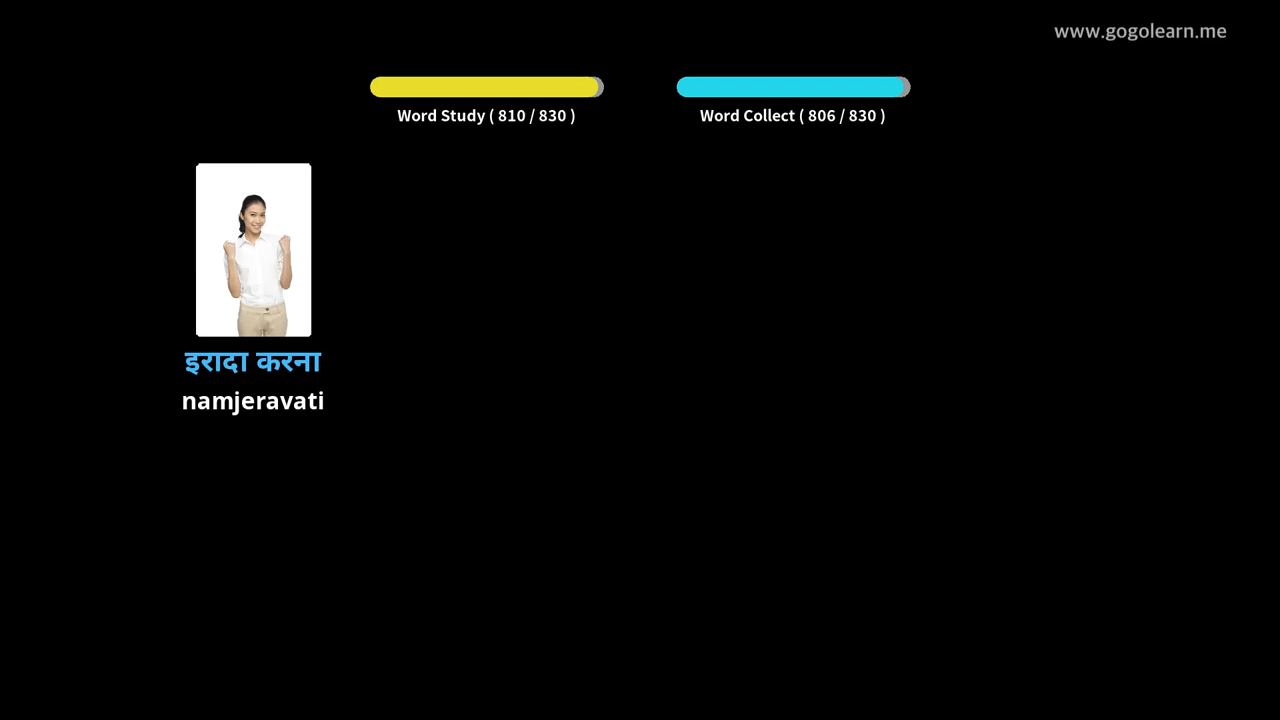 www.gogolearn.me
Word Study ( 810 / 830 )
Word Collect ( 806 / 830 )
इरादा करना
namjeravati